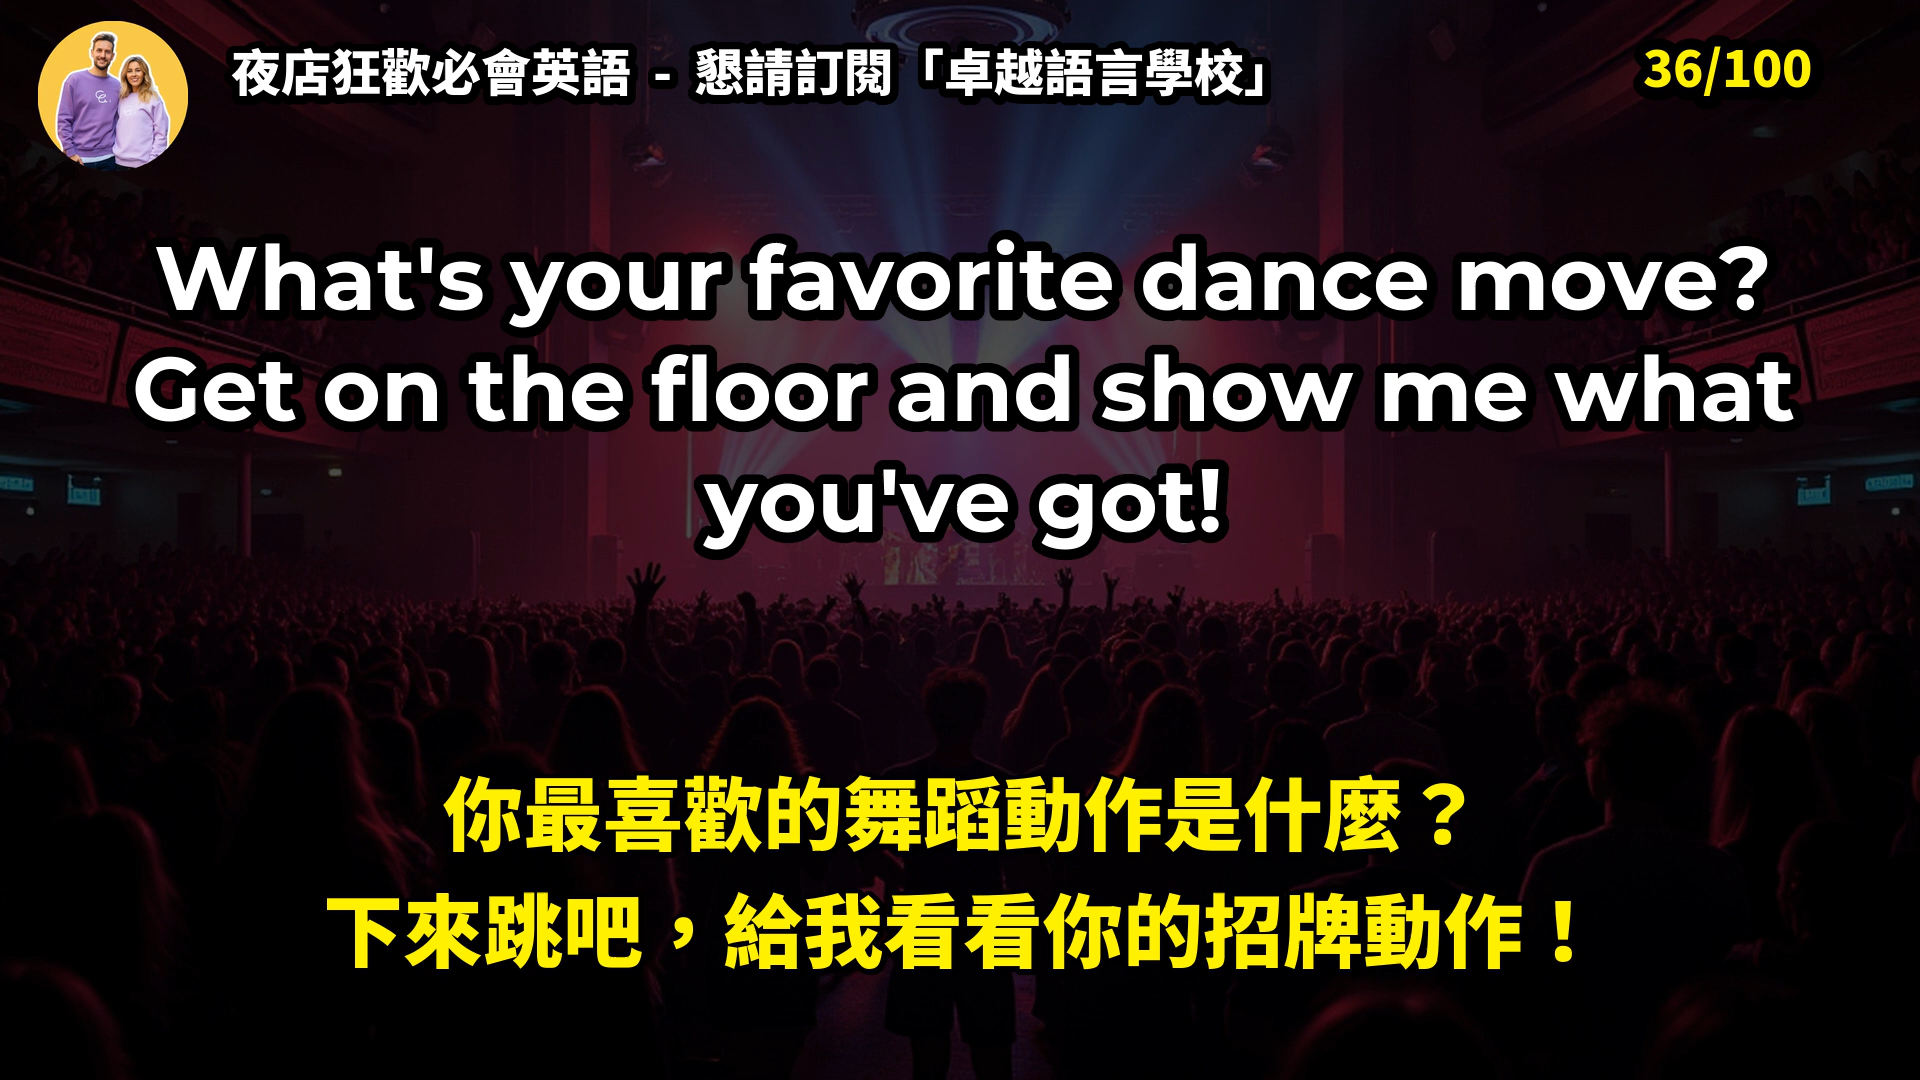 夜店狂歡必會英語 - 懇請訂閱「卓越語言學校」
36/100
What's your favorite dance move?
Get on the floor and show me what
you've got!
你最喜歡的舞蹈動作是什麼？
下來跳吧，給我看看你的招牌動作！